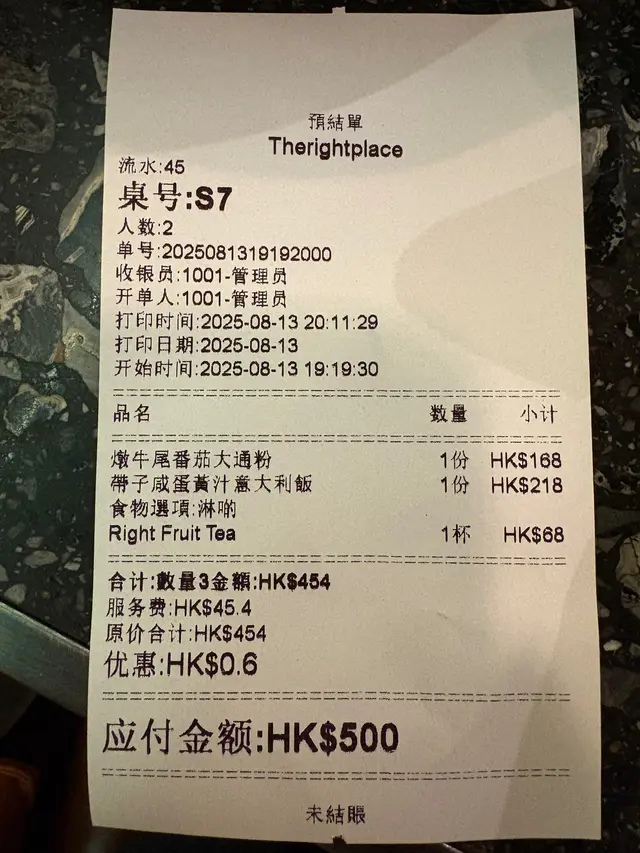 預結單
Therightplace
流水:45
桌号:S7
人数:2
单号:2025081319192000
收银员:1001-管理员
开单人:1001-管理员
打印时间:2025-08-13 20:11:29
打印日期:2025-08-13
开始时间:2025-08-13 19:19:30
品名 数量 小计
燉牛尾番茄大通粉 1份 HK$168
帶子咸蛋黃汁意大利飯 1份 HK$218
食物選項:淋啲
Right Fruit Tea 1杯 HK$68
合计:數量3金額:HK$454
服务费:HK$45.4
原价合计:HK$454
优惠:HK$0.6
应付金额:HK$500
未結賬